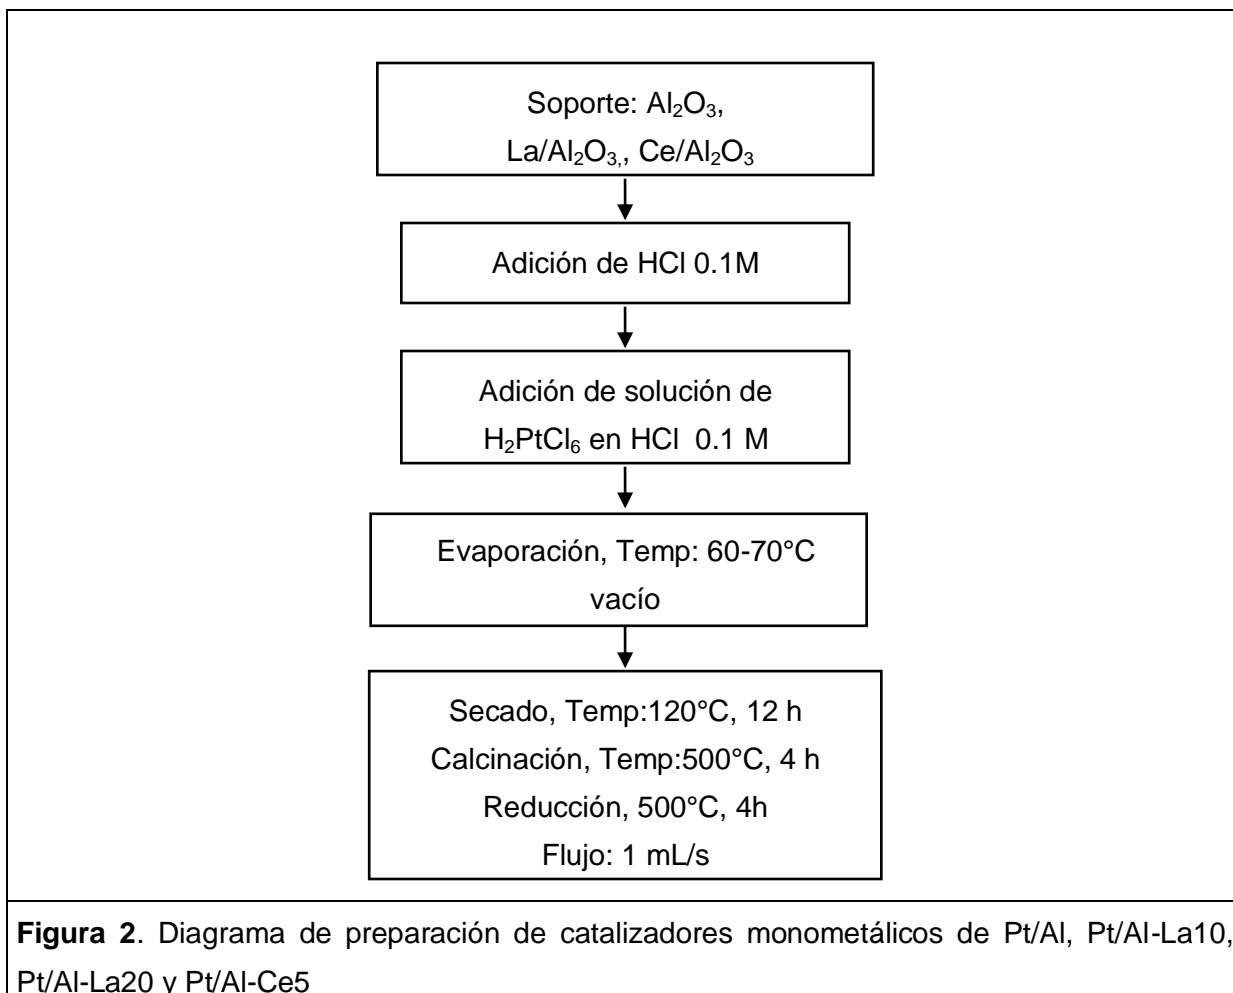 Soporte: Al₂O₃,
La/Al₂O₃,, Ce/Al₂O₃
Adición de HCl 0.1M
Adición de solución de
H₂PtCl₆ en HCl 0.1 M
Evaporación, Temp: 60-70°C
vacío
Secado, Temp:120°C, 12 h
Calcinación, Temp:500°C, 4 h
Reducción, 500°C, 4h
Flujo: 1 mL/s
Figura 2. Diagrama de preparación de catalizadores monometálicos de Pt/Al, Pt/Al-La10,
Pt/Al-La20 y Pt/Al-Ce5